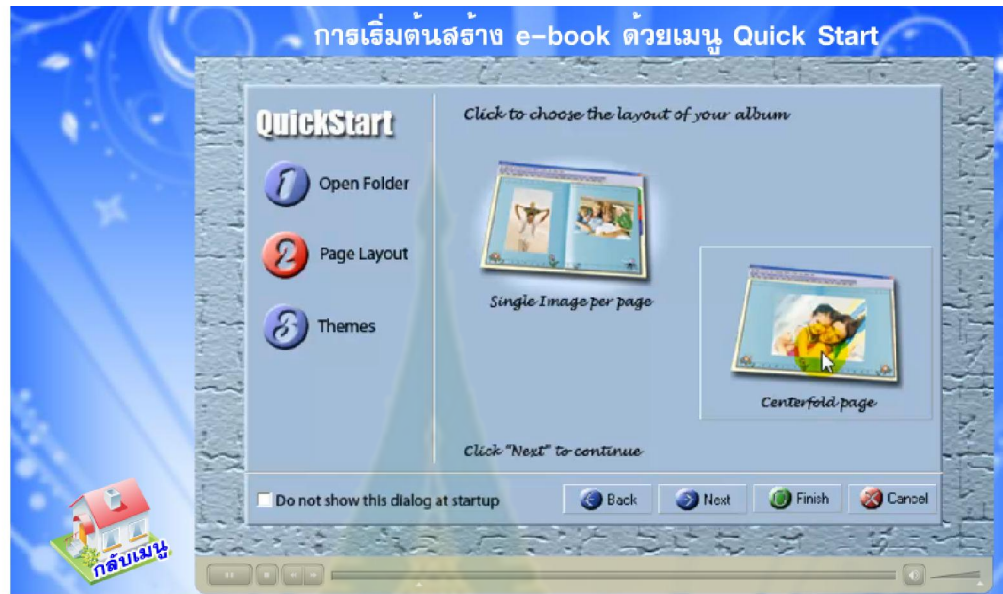 การเริ่มต้นสร้าง e-book ด้วยเมนู Quick Start
QuickStart
Click to choose the layout of your album
1 Open Folder
2 Page Layout
3 Themes
Single Image per page
Centerfold page
Click "Next" to continue
Do not show this dialog at startup
Back
Next
Finish
Cancel
กลับเมนู